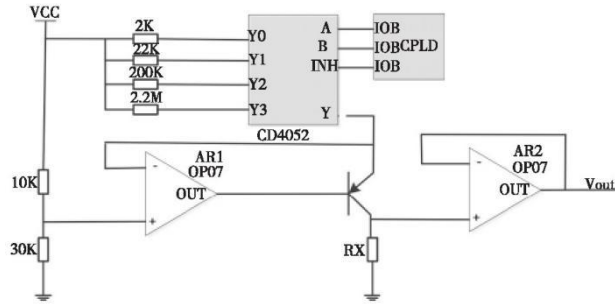 VCC
2K
22K
200K
2.2M
Y0
Y1
Y2
Y3
A
B
INH
Y
IOB
IOB CPLD
IOB
CD4052
AR1
OP07
OUT
-
+
10K
30K
RX
AR2
OP07
OUT
-
+
Vout